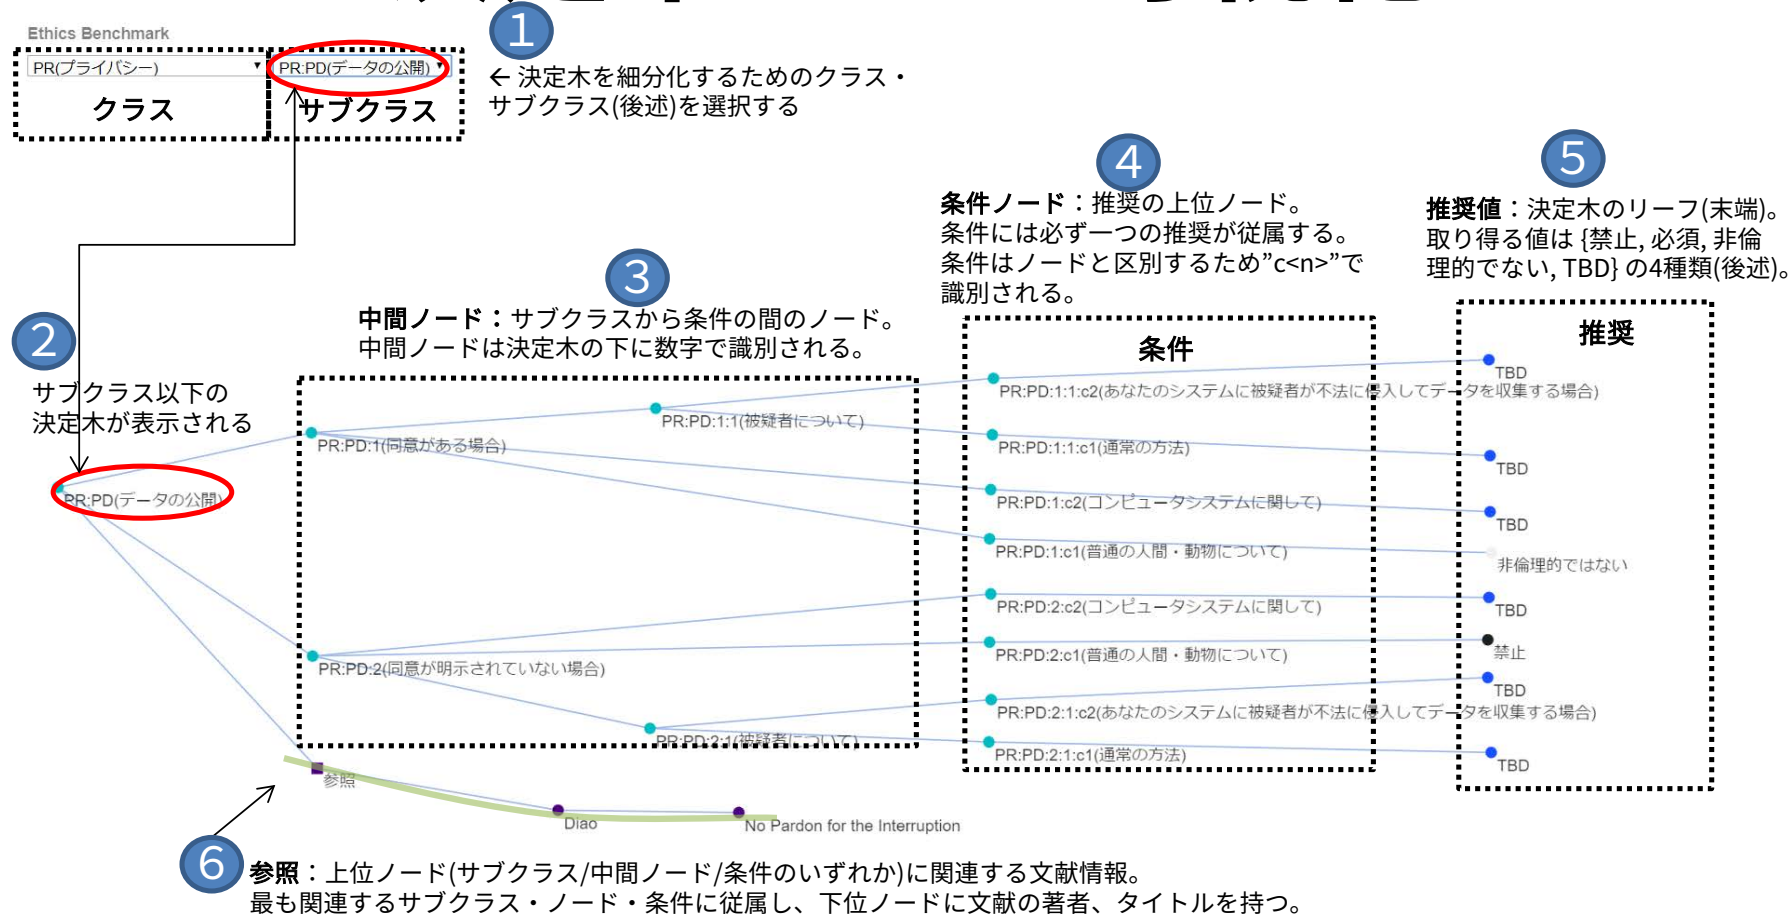 Ethics Benchmark
PR(プライバシー)
PR:PD(データの公開)
クラス
サブクラス
1
← 決定木を細分化するためのクラス・
サブクラス(後述)を選択する
2
サブクラス以下の
決定木が表示される
3
中間ノード：サブクラスから条件の間のノード。
中間ノードは決定木の下に数字で識別される。
4
条件ノード：推奨の上位ノード。
条件には必ず一つの推奨が従属する。
条件はノードと区別するため”c<n>”で
識別される。
5
推奨値：決定木のリーフ(末端)。
取り得る値は {禁止, 必須, 非倫
理的でない, TBD} の4種類(後述)。
条件
推奨
PR:PD(データの公開)
PR:PD:1(同意がある場合)
PR:PD:1:1(被疑者について)
PR:PD:2(同意が明示されていない場合)
PR:PD:2:1(被疑者について)
PR:PD:1:1:c2(あなたのシステムに被疑者が不法に侵入してデータを収集する場合)
PR:PD:1:1:c1(通常の方法)
PR:PD:1:c2(コンピュータシステムに関して)
PR:PD:1:c1(普通の人間・動物について)
PR:PD:2:c2(コンピュータシステムに関して)
PR:PD:2:c1(普通の人間・動物について)
PR:PD:2:1:c2(あなたのシステムに被疑者が不法に侵入してデータを収集する場合)
PR:PD:2:1:c1(通常の方法)
TBD
TBD
TBD
非倫理的ではない
TBD
禁止
TBD
TBD
参照
Diao
No Pardon for the Interruption
6
参照：上位ノード(サブクラス/中間ノード/条件のいずれか)に関連する文献情報。
最も関連するサブクラス・ノード・条件に従属し、下位ノードに文献の著者、タイトルを持つ。